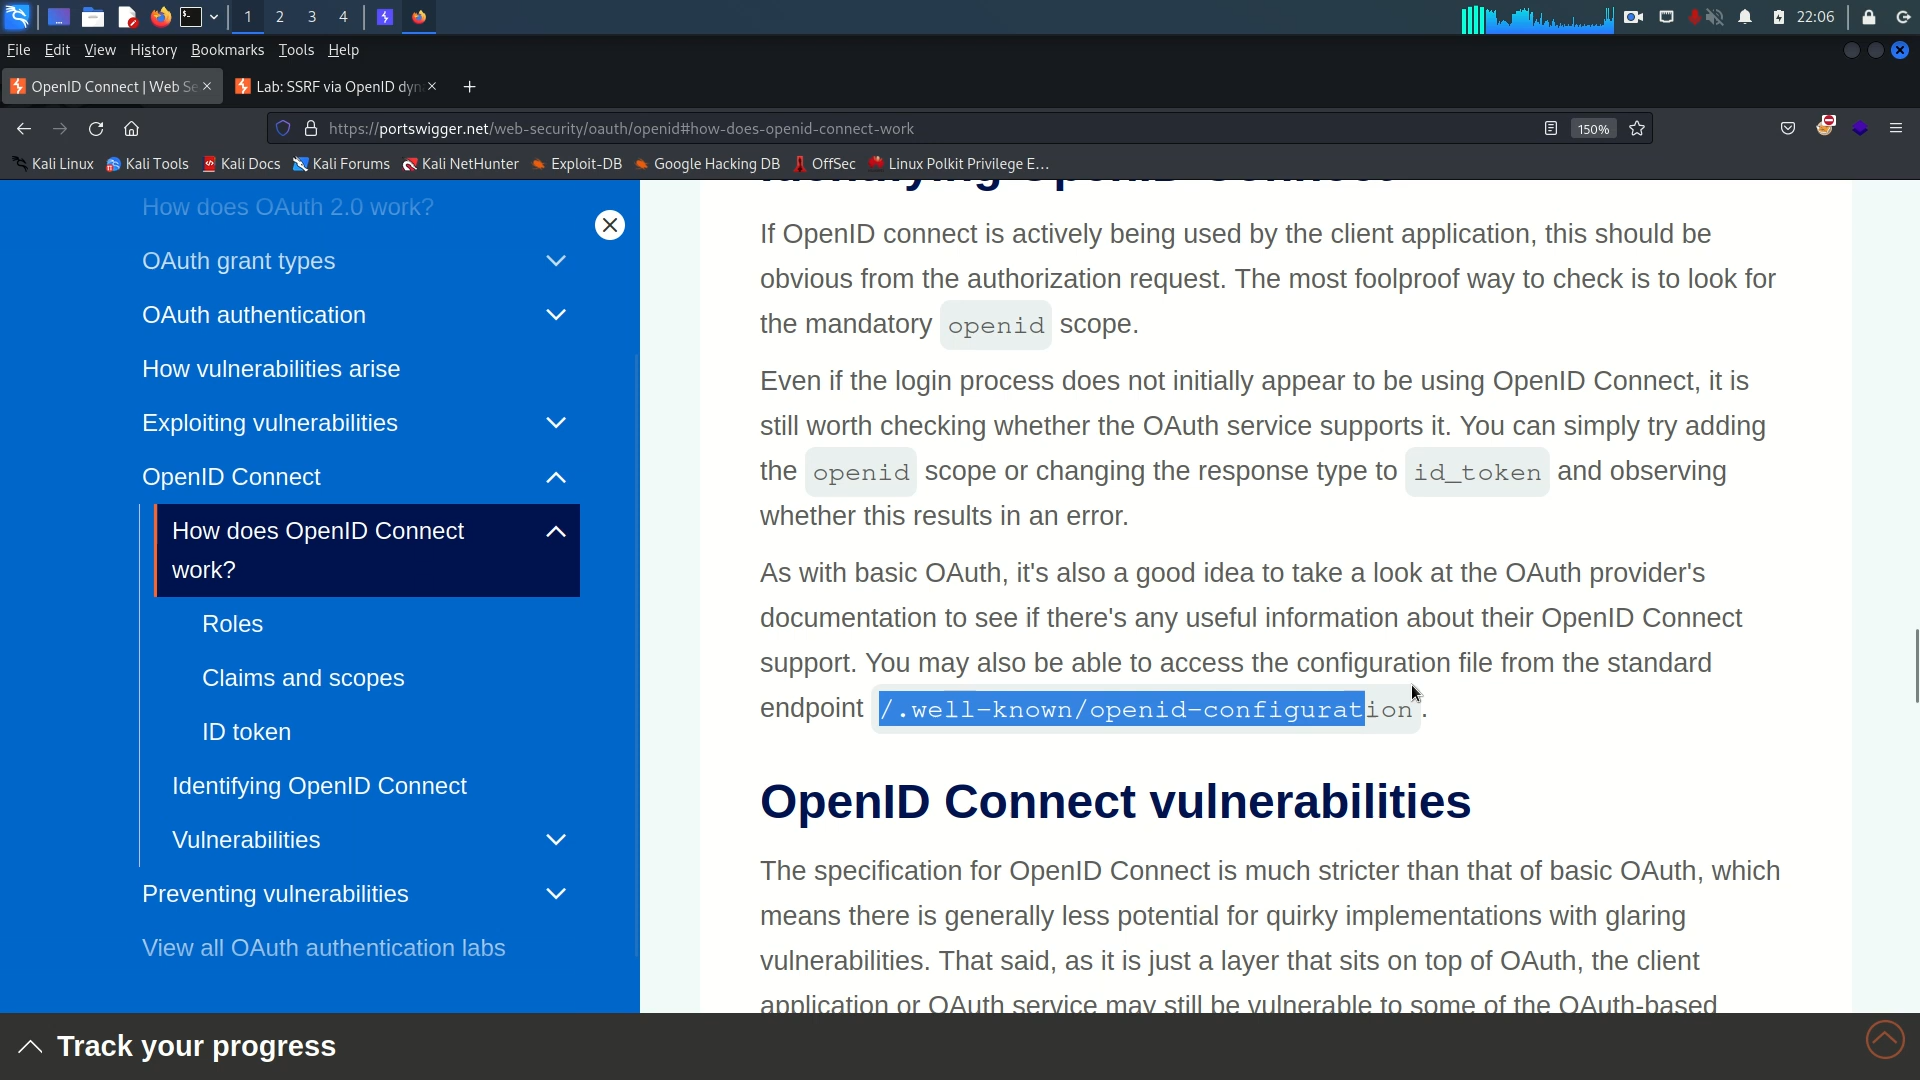 1 2 3 4 22:06
File Edit View History Bookmarks Tools Help
OpenID Connect | Web Se Lab: SSRF via OpenID dyn
https://portswigger.net/web-security/oauth/openid#how-does-openid-connect-work 150%
Kali Linux Kali Tools Kali Docs Kali Forums Kali NetHunter Exploit-DB Google Hacking DB OffSec Linux Polkit Privilege E...
How does OAuth 2.0 work?
OAuth grant types
OAuth authentication
How vulnerabilities arise
Exploiting vulnerabilities
OpenID Connect
How does OpenID Connect
work?
Roles
Claims and scopes
ID token
Identifying OpenID Connect
Vulnerabilities
Preventing vulnerabilities
View all OAuth authentication labs
Identifying OpenID Connect
If OpenID connect is actively being used by the client application, this should be
obvious from the authorization request. The most foolproof way to check is to look for
the mandatory openid scope.
Even if the login process does not initially appear to be using OpenID Connect, it is
still worth checking whether the OAuth service supports it. You can simply try adding
the openid scope or changing the response type to id_token and observing
whether this results in an error.
As with basic OAuth, it's also a good idea to take a look at the OAuth provider's
documentation to see if there's any useful information about their OpenID Connect
support. You may also be able to access the configuration file from the standard
endpoint /.well-known/openid-configuration.
OpenID Connect vulnerabilities
The specification for OpenID Connect is much stricter than that of basic OAuth, which
means there is generally less potential for quirky implementations with glaring
vulnerabilities. That said, as it is just a layer that sits on top of OAuth, the client
application or OAuth service may still be vulnerable to some of the OAuth-based
Track your progress